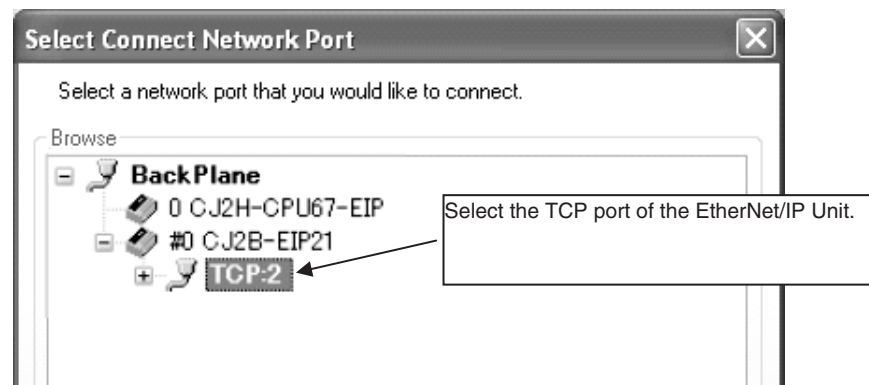 Select Connect Network Port
Select a network port that you would like to connect.
Browse
BackPlane
0 CJ2H-CPU67-EIP
#0 CJ2B-EIP21
TCP:2
Select the TCP port of the EtherNet/IP Unit.